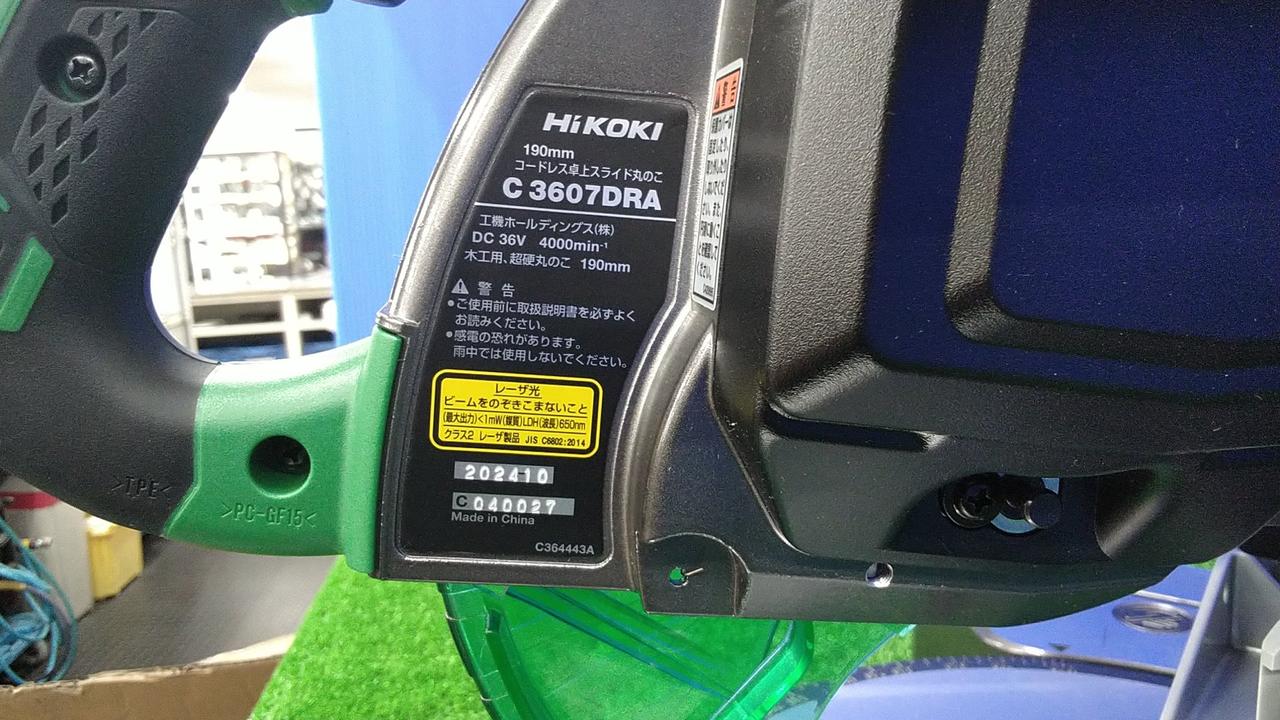 HiKOKI
190mm
コードレス卓上スライド丸のこ
C 3607DRA
工機ホールディングス(株)
DC 36V 4000min⁻¹
木工用、超硬丸のこ 190mm
警告
•ご使用前に取扱説明書を必ずよく
お読みください。
•感電の恐れがあります。
雨中では使用しないでください。
レーザ光
ビームをのぞきこまないこと
(最大出力)<1mW(媒質)LDH(波長)650nm
クラス2 レーザ製品 JIS C6802:2014
202410
C 040027
Made in China
C364443A
>TPE<
>PC-GF15<
警告